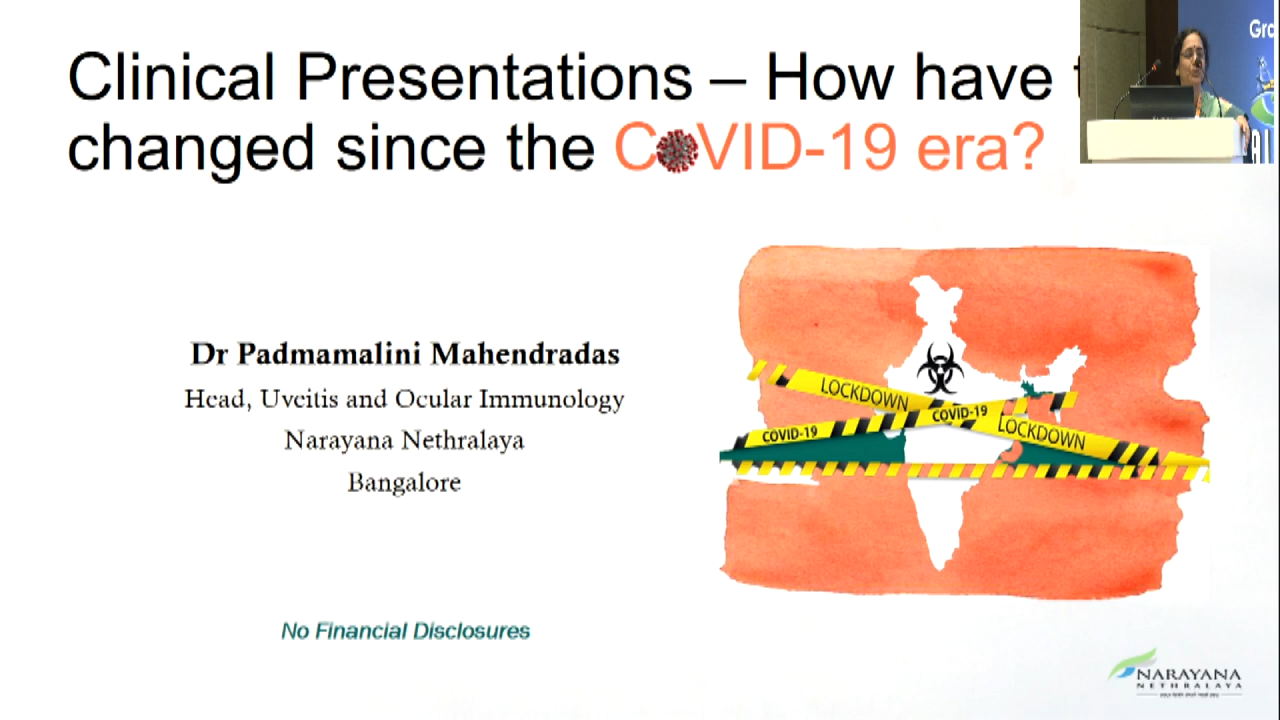 Clinical Presentations – How have
changed since the COVID-19 era?
Gro
Dr Padmamalini Mahendradas
Head, Uveitis and Ocular Immunology
Narayana Nethralaya
Bangalore
No Financial Disclosures
LOCKDOWN
COVID-19
COVID-19
LOCKDOWN
NARAYANA
NETHRALAYA